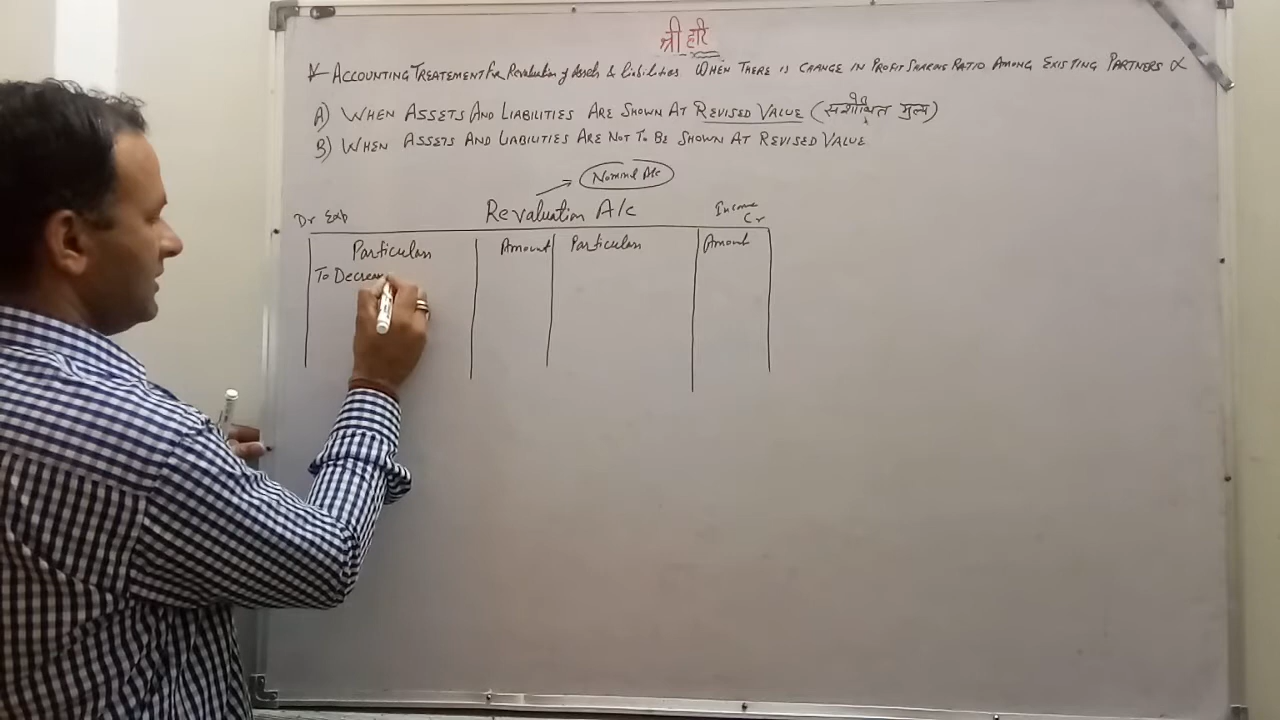 श्री हरि
* ACCOUNTING TREATEMENT for Revaluation of Assets & Liabilities. WHEN THERE IS CHANGE IN PROFIT SHARING RATIO AMONG EXISTING PARTNERS
A) WHEN ASSETS AND LIABILITIES ARE SHOWN AT REVISED VALUE (संशोधित मुल्य)
B) WHEN ASSETS AND LIABILITIES ARE NOT TO BE SHOWN AT REVISED VALUE
Nominal A/c
Dr Exp Revaluation A/c Income Cr
Particulars Amount Particulars Amount
To Decreas